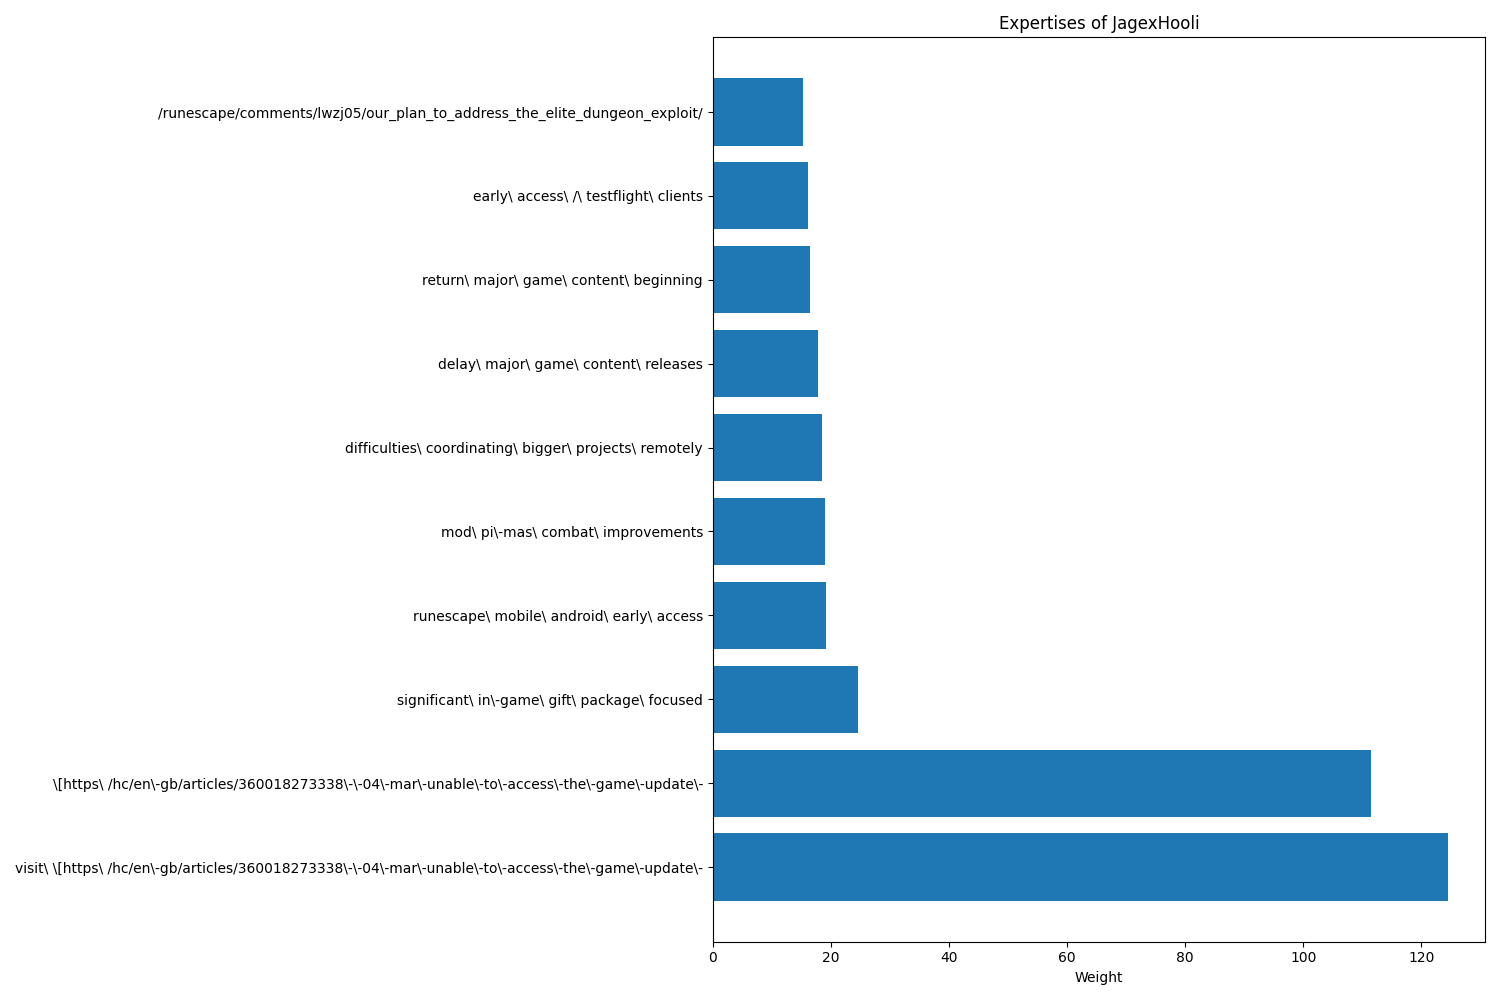 Expertises of JagexHooli
/runescape/comments/lwzj05/our_plan_to_address_the_elite_dungeon_exploit/
early\ access\ /\ testflight\ clients
return\ major\ game\ content\ beginning
delay\ major\ game\ content\ releases
difficulties\ coordinating\ bigger\ projects\ remotely
mod\ pi\-mas\ combat\ improvements
runescape\ mobile\ android\ early\ access
significant\ in\-game\ gift\ package\ focused
\[https\ /hc/en\-gb/articles/360018273338\-\-04\-mar\-unable\-to\-access\-the\-game\-update\-
visit\ \[https\ /hc/en\-gb/articles/360018273338\-\-04\-mar\-unable\-to\-access\-the\-game\-update\-
0 20 40 60 80 100 120
Weight